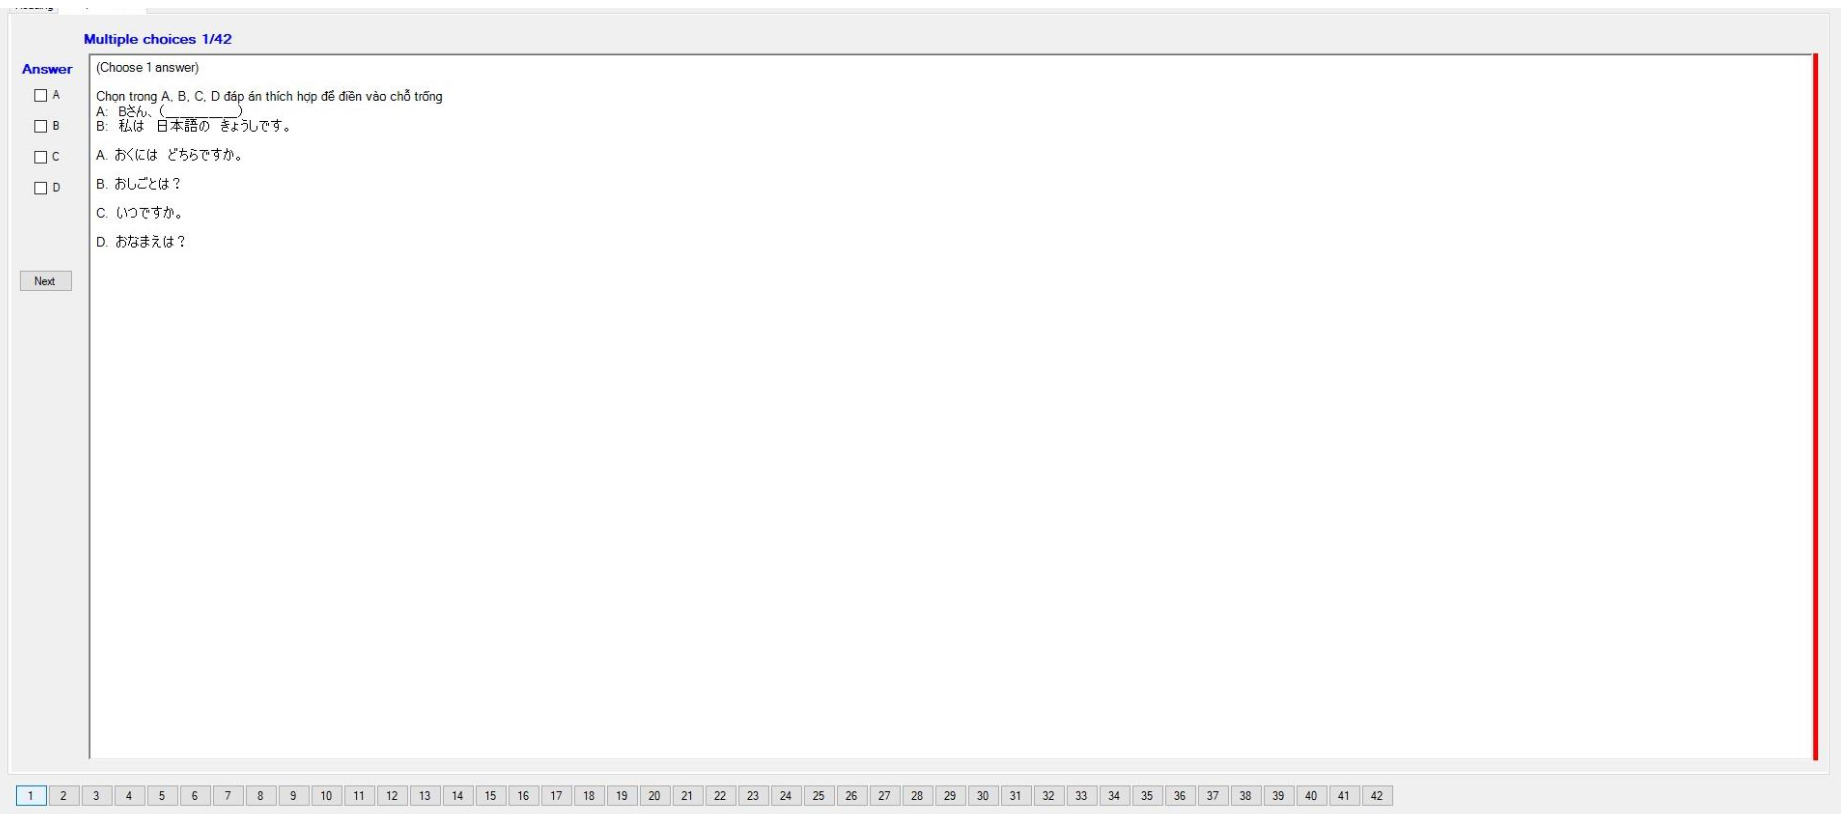 Multiple choices 1/42
Answer
(Choose 1 answer)
A
Chọn trong A, B, C, D đáp án thích hợp để điền vào chỗ trống
A: Bさん、(__________)
B
B: 私は 日本語の きょうしです。
C
A. おくには どちらですか。
D
B. おしごとは？
C. いつですか。
D. おなまえは？
Next
1 2 3 4 5 6 7 8 9 10 11 12 13 14 15 16 17 18 19 20 21 22 23 24 25 26 27 28 29 30 31 32 33 34 35 36 37 38 39 40 41 42